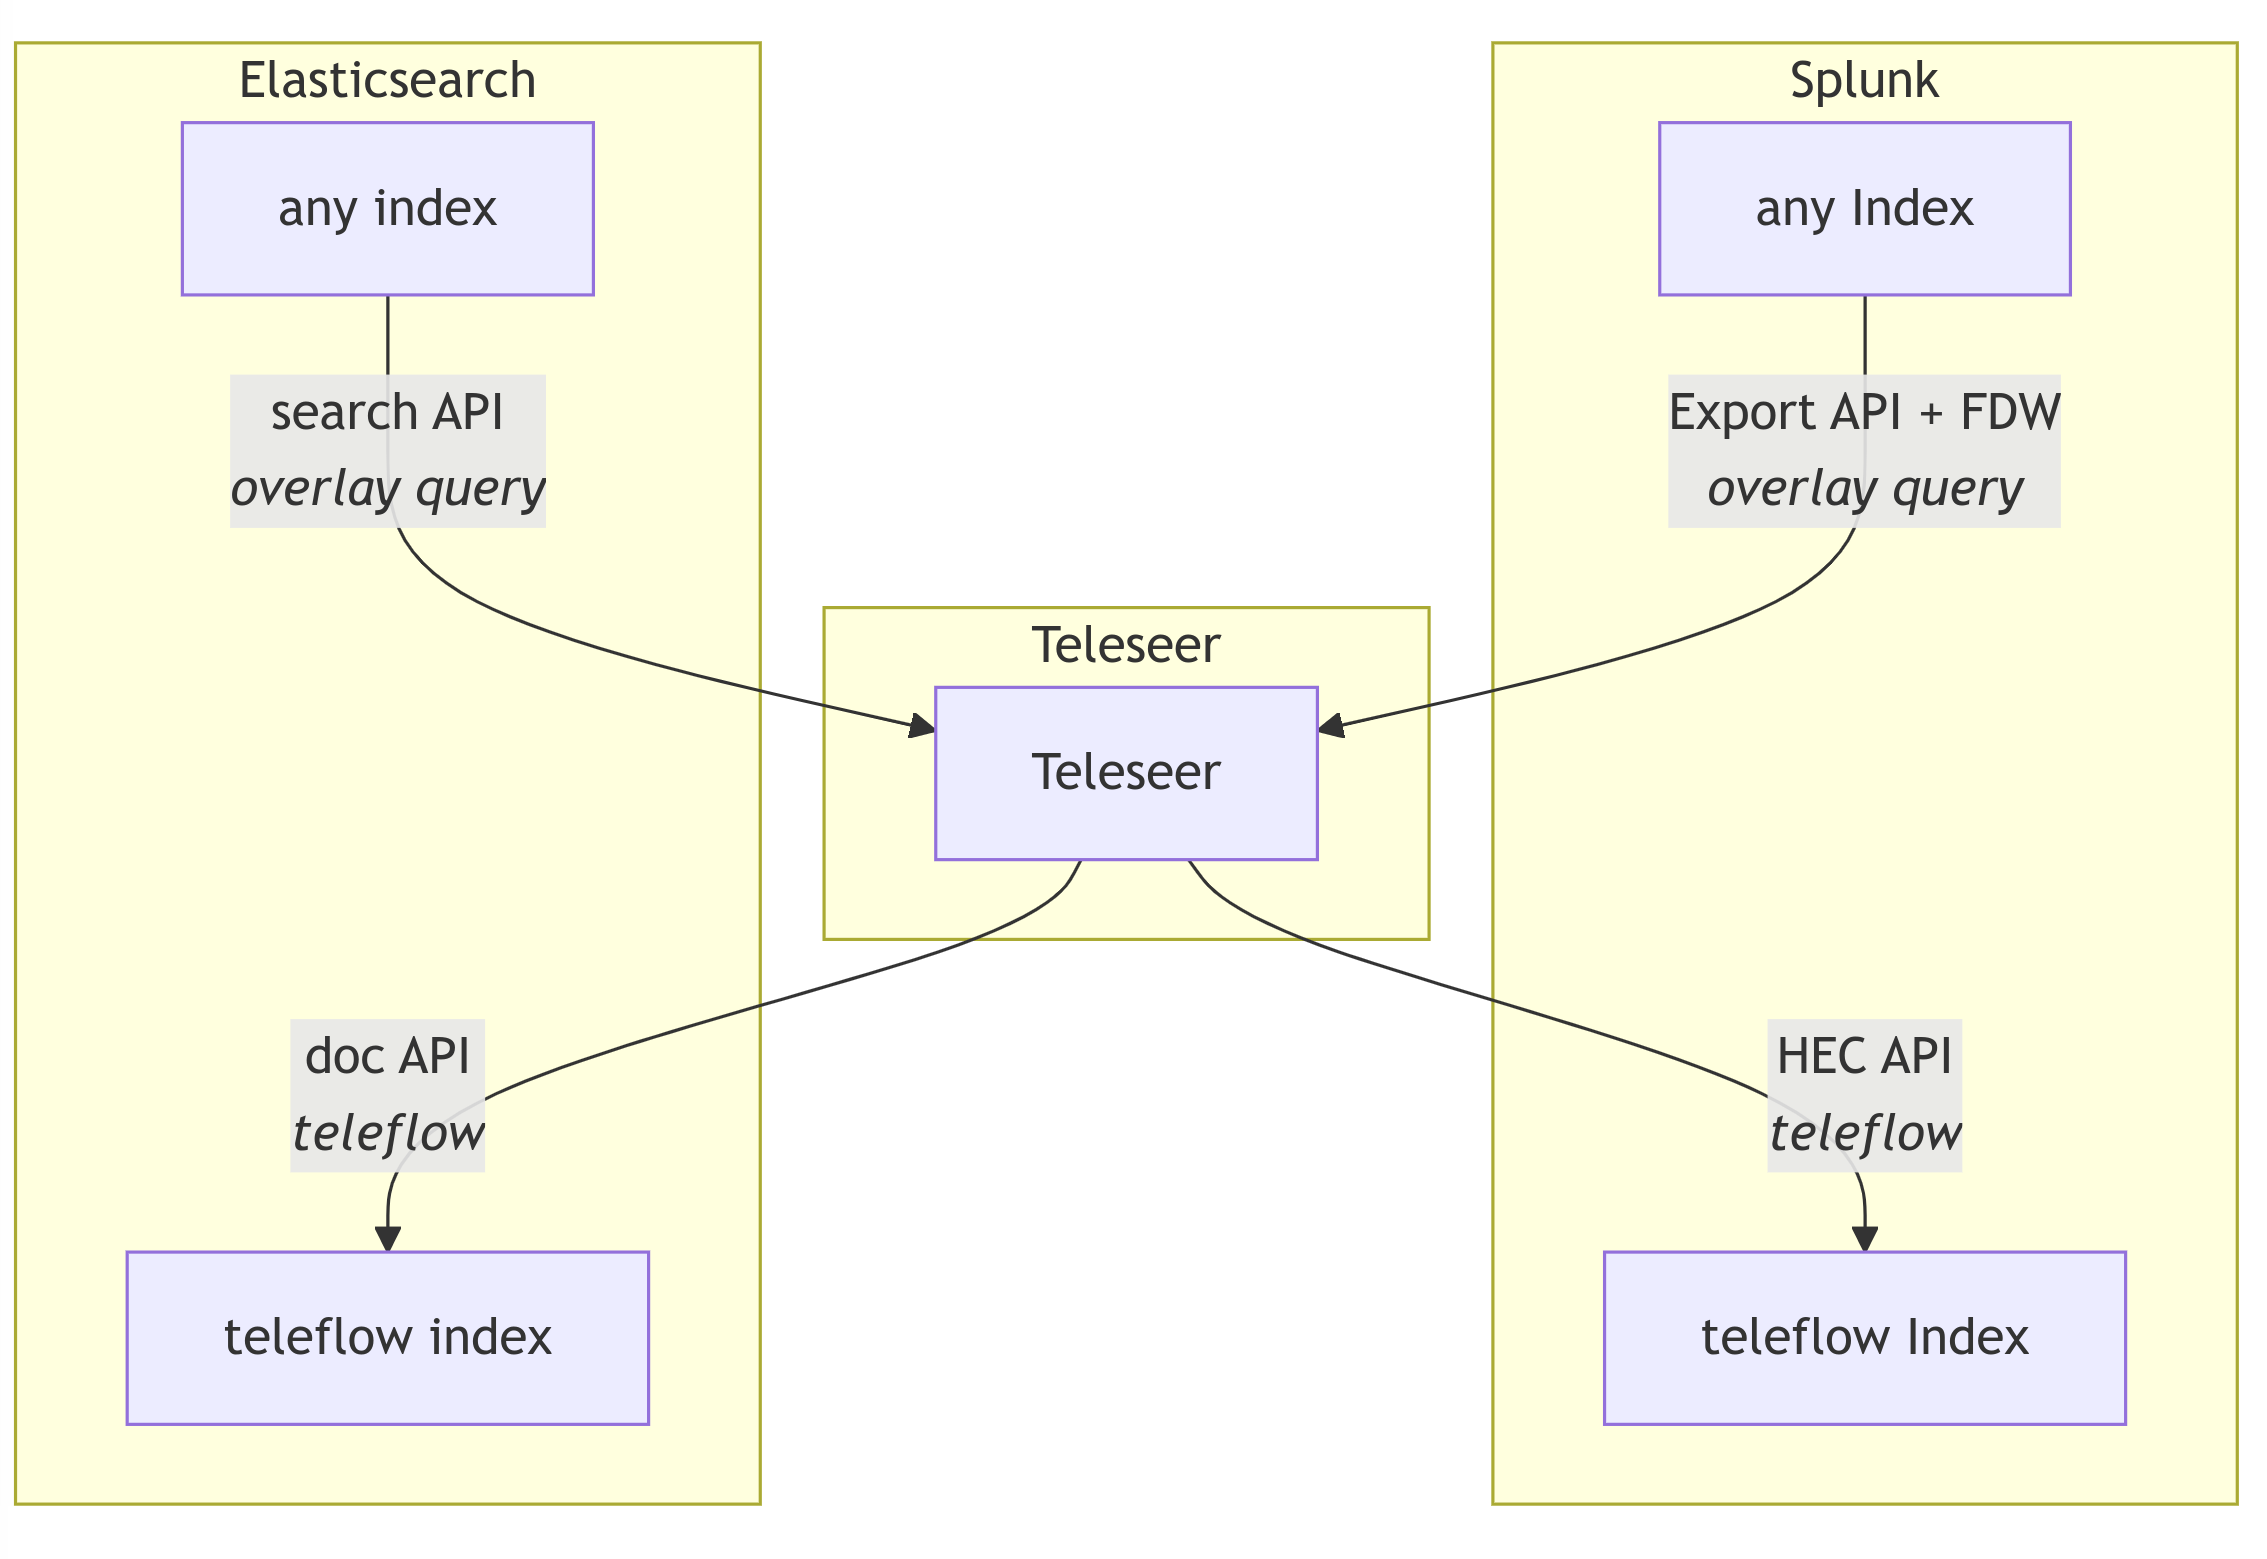 Elasticsearch
any index
search API
overlay query
Splunk
any Index
Export API + FDW
overlay query
Teleseer
Teleseer
doc API
teleflow
teleflow index
HEC API
teleflow
teleflow Index